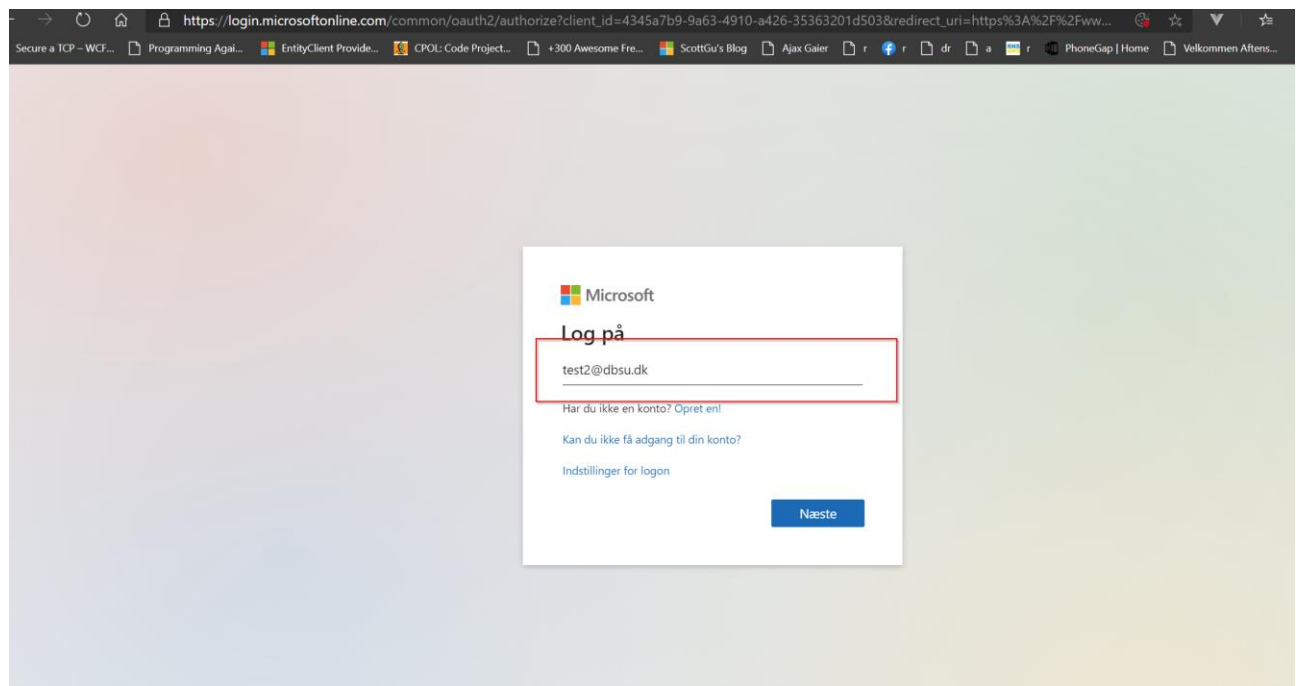 https://login.microsoftonline.com/common/oauth2/authorize?client_id=4345a7b9-9a63-4910-a426-35363201d503&redirect_uri=https%3A%2F%2Fww...
Secure a TCP – WCF... Programming Agai... EntityClient Provide... CPOL: Code Project... +300 Awesome Fre... ScottGu's Blog Ajax Gaier r r dr a r PhoneGap | Home Velkommen Aftens...
Microsoft
Log på
test2@dbsu.dk
Har du ikke en konto? Opret en!
Kan du ikke få adgang til din konto?
Indstillinger for logon
Næste